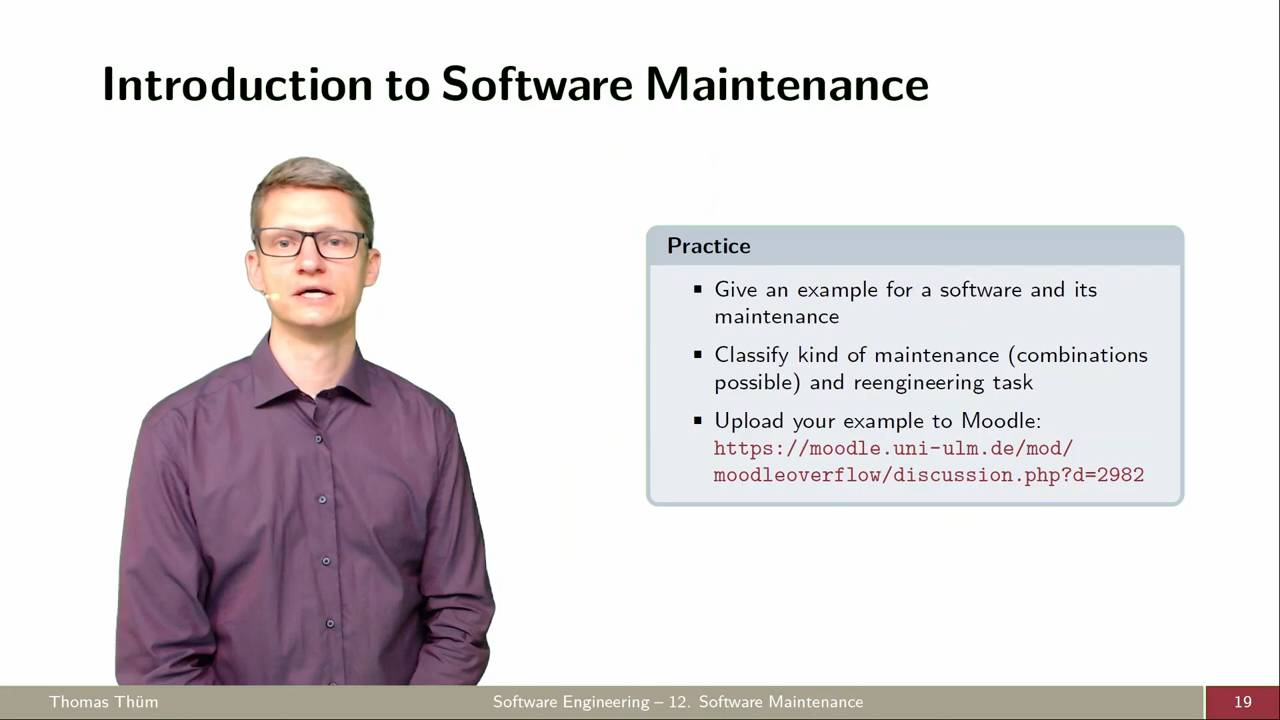 Introduction to Software Maintenance
Practice
▪ Give an example for a software and its
maintenance
▪ Classify kind of maintenance (combinations
possible) and reengineering task
▪ Upload your example to Moodle:
https://moodle.uni-ulm.de/mod/
moodleoverflow/discussion.php?d=2982
Thomas Thüm
Software Engineering – 12. Software Maintenance
19